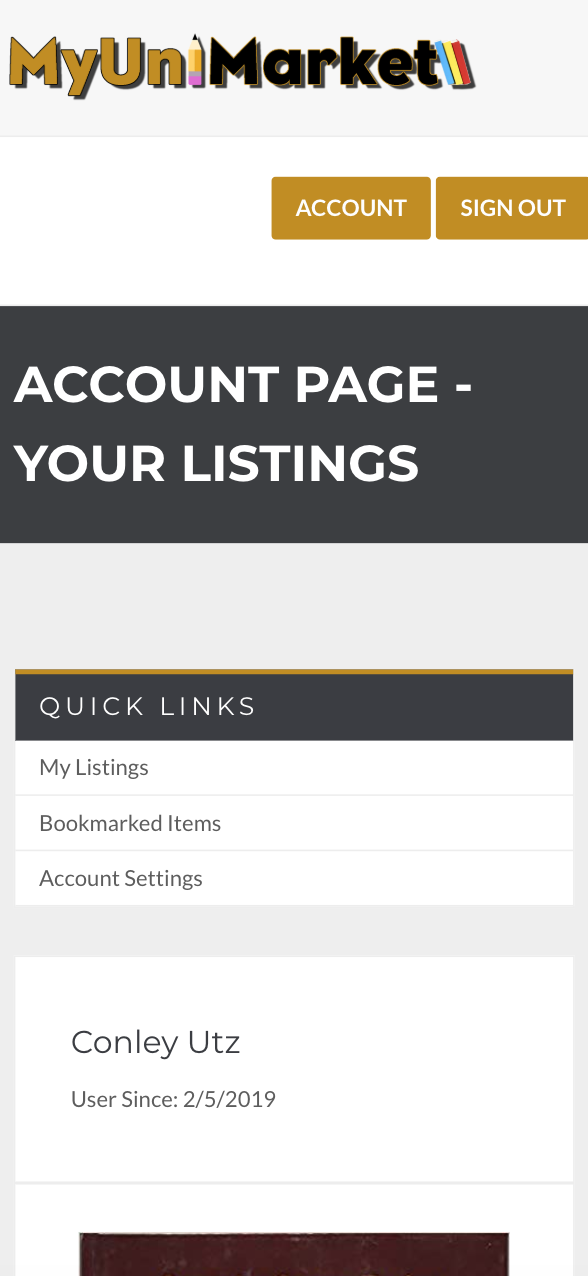 MyUniMarket
ACCOUNT SIGN OUT
ACCOUNT PAGE -
YOUR LISTINGS
QUICK LINKS
My Listings
Bookmarked Items
Account Settings
Conley Utz
User Since: 2/5/2019